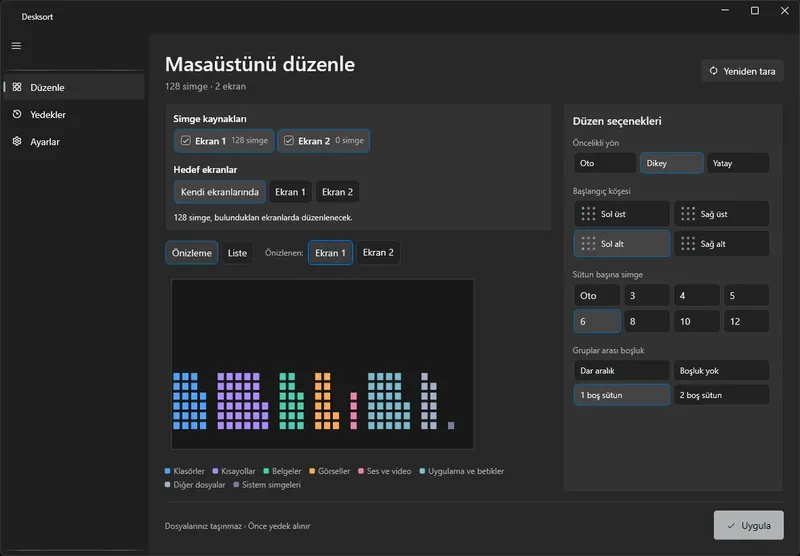 Desksort
Düzenle
Yedekler
Ayarlar
Masaüstünü düzenle
128 simge · 2 ekran
Yeniden tara
Simge kaynakları
Ekran 1 128 simge
Ekran 2 0 simge
Hedef ekranlar
Kendi ekranlarında Ekran 1 Ekran 2
128 simge, bulundukları ekranlarda düzenlenecek.
Önizleme Liste Önizlenen: Ekran 1 Ekran 2
Klasörler Kısayollar Belgeler Görseller Ses ve video Uygulama ve betikler
Diğer dosyalar Sistem simgeleri
Düzen seçenekleri
Öncelikli yön
Oto Dikey Yatay
Başlangıç köşesi
Sol üst Sağ üst
Sol alt Sağ alt
Sütun başına simge
Oto 3 4 5
6 8 10 12
Gruplar arası boşluk
Dar aralık Boşluk yok
1 boş sütun 2 boş sütun
Dosyalarınız taşınmaz · Önce yedek alınır
Uygula